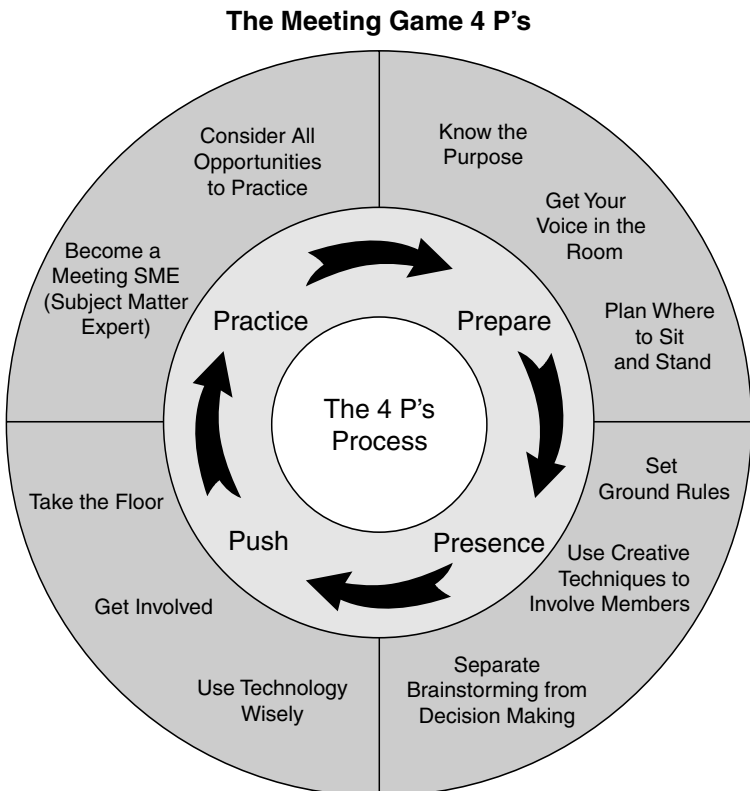 The Meeting Game 4 P's
Consider All
Opportunities
to Practice
Become a
Meeting SME
(Subject Matter
Expert)
Know the
Purpose
Get Your
Voice in the
Room
Plan Where
to Sit
and Stand
Practice
Prepare
The 4 P's
Process
Push
Presence
Set
Ground Rules
Use Creative
Techniques to
Involve Members
Separate
Brainstorming from
Decision Making
Take the Floor
Get Involved
Use Technology
Wisely